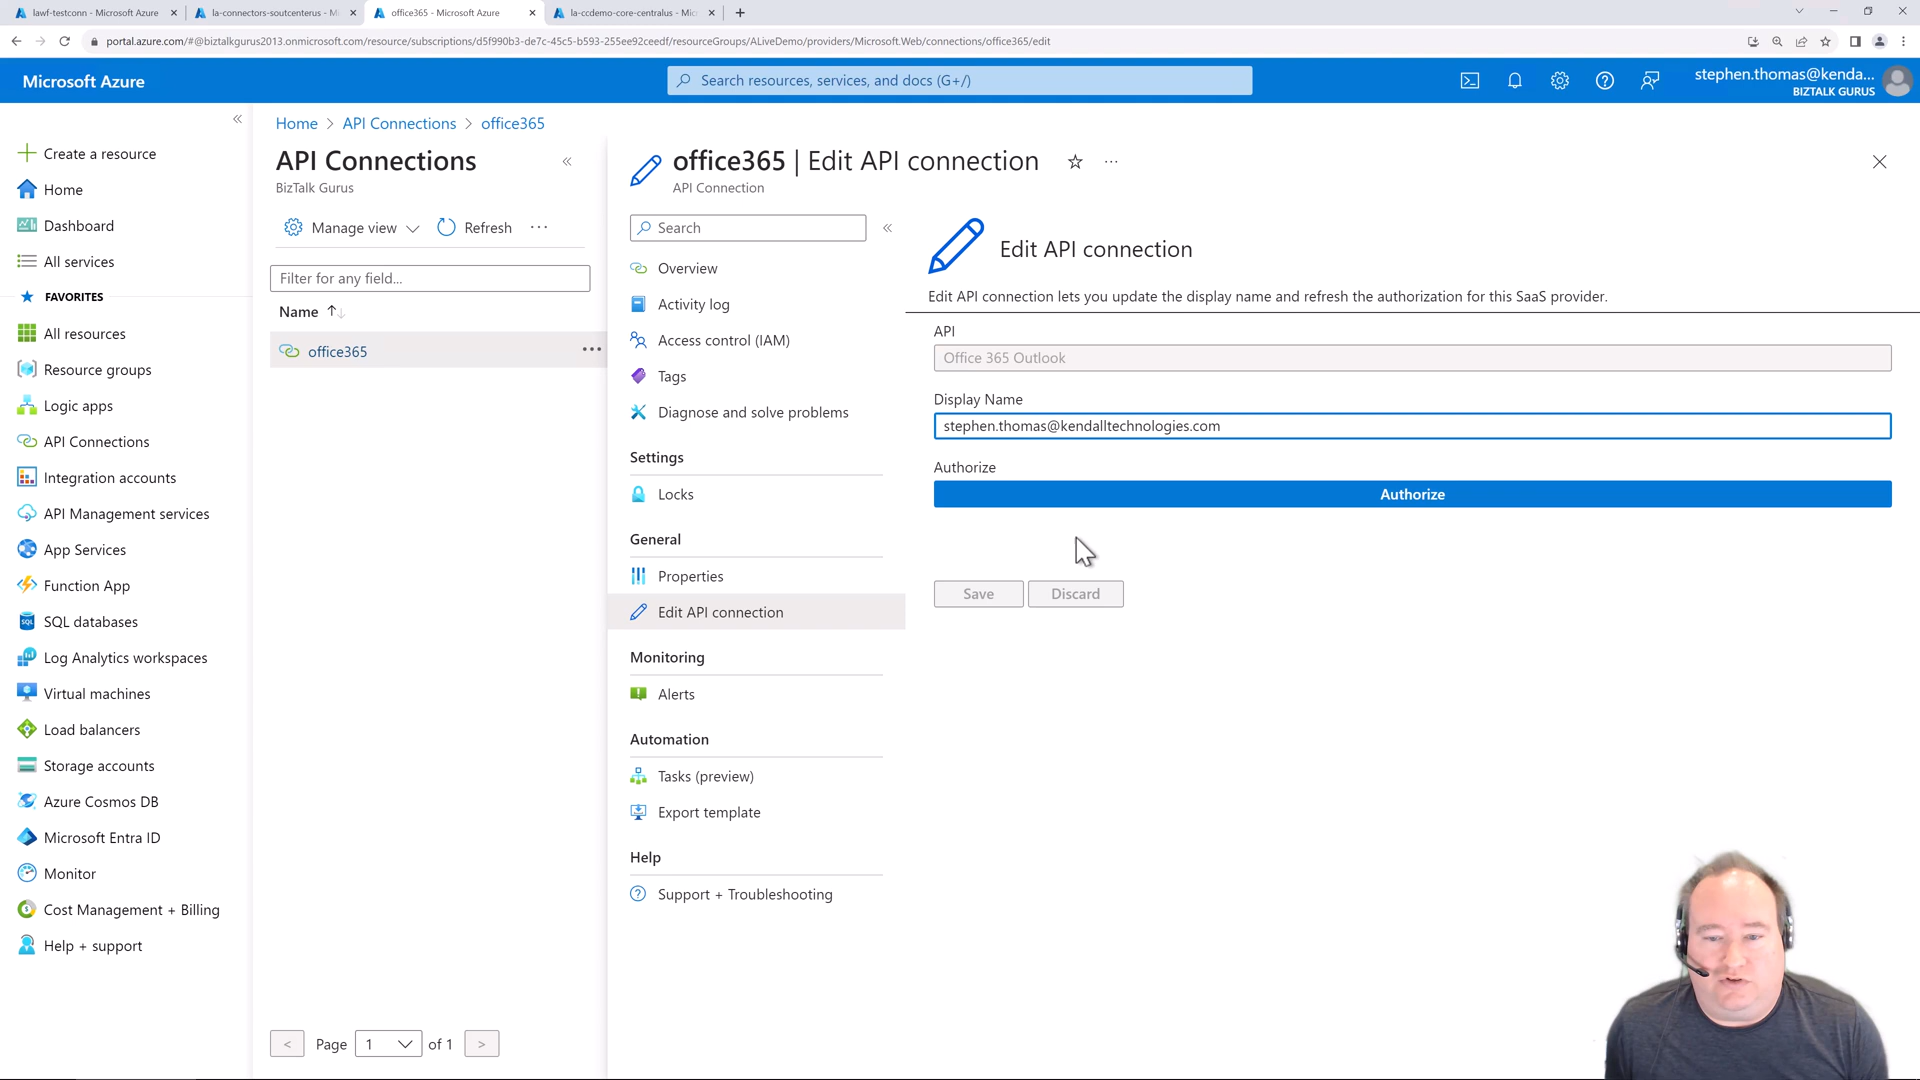 lawf-testconn - Microsoft Azure
la-connectors-soutcenterus - Mi
office365 - Microsoft Azure
la-ccdemo-core-centralus - Mic
portal.azure.com/#@biztalkgurus2013.onmicrosoft.com/resource/subscriptions/d5f990b3-de7c-45c5-b593-255ee92ceedf/resourceGroups/ALiveDemo/providers/Microsoft.Web/connections/office365/edit
Microsoft Azure
Search resources, services, and docs (G+/)
stephen.thomas@kenda...
BIZTALK GURUS
Create a resource
Home
Dashboard
All services
FAVORITES
All resources
Resource groups
Logic apps
API Connections
Integration accounts
API Management services
App Services
Function App
SQL databases
Log Analytics workspaces
Virtual machines
Load balancers
Storage accounts
Azure Cosmos DB
Microsoft Entra ID
Monitor
Cost Management + Billing
Help + support
Home > API Connections > office365
API Connections
BizTalk Gurus
Manage view
Refresh
Filter for any field...
Name
office365
Page 1 of 1
office365 | Edit API connection
API Connection
Search
Overview
Activity log
Access control (IAM)
Tags
Diagnose and solve problems
Settings
Locks
General
Properties
Edit API connection
Monitoring
Alerts
Automation
Tasks (preview)
Export template
Help
Support + Troubleshooting
Edit API connection
Edit API connection lets you update the display name and refresh the authorization for this SaaS provider.
API
Office 365 Outlook
Display Name
stephen.thomas@kendalltechnologies.com
Authorize
Authorize
Save
Discard